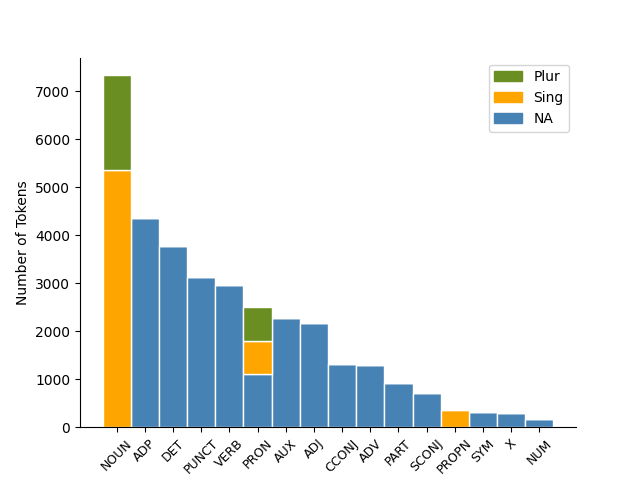 Plur
Sing
NA
Number of Tokens
7000
6000
5000
4000
3000
2000
1000
0
NOUN
ADP
DET
PUNCT
VERB
PRON
AUX
ADJ
CCONJ
ADV
PART
SCONJ
PROPN
SYM
X
NUM